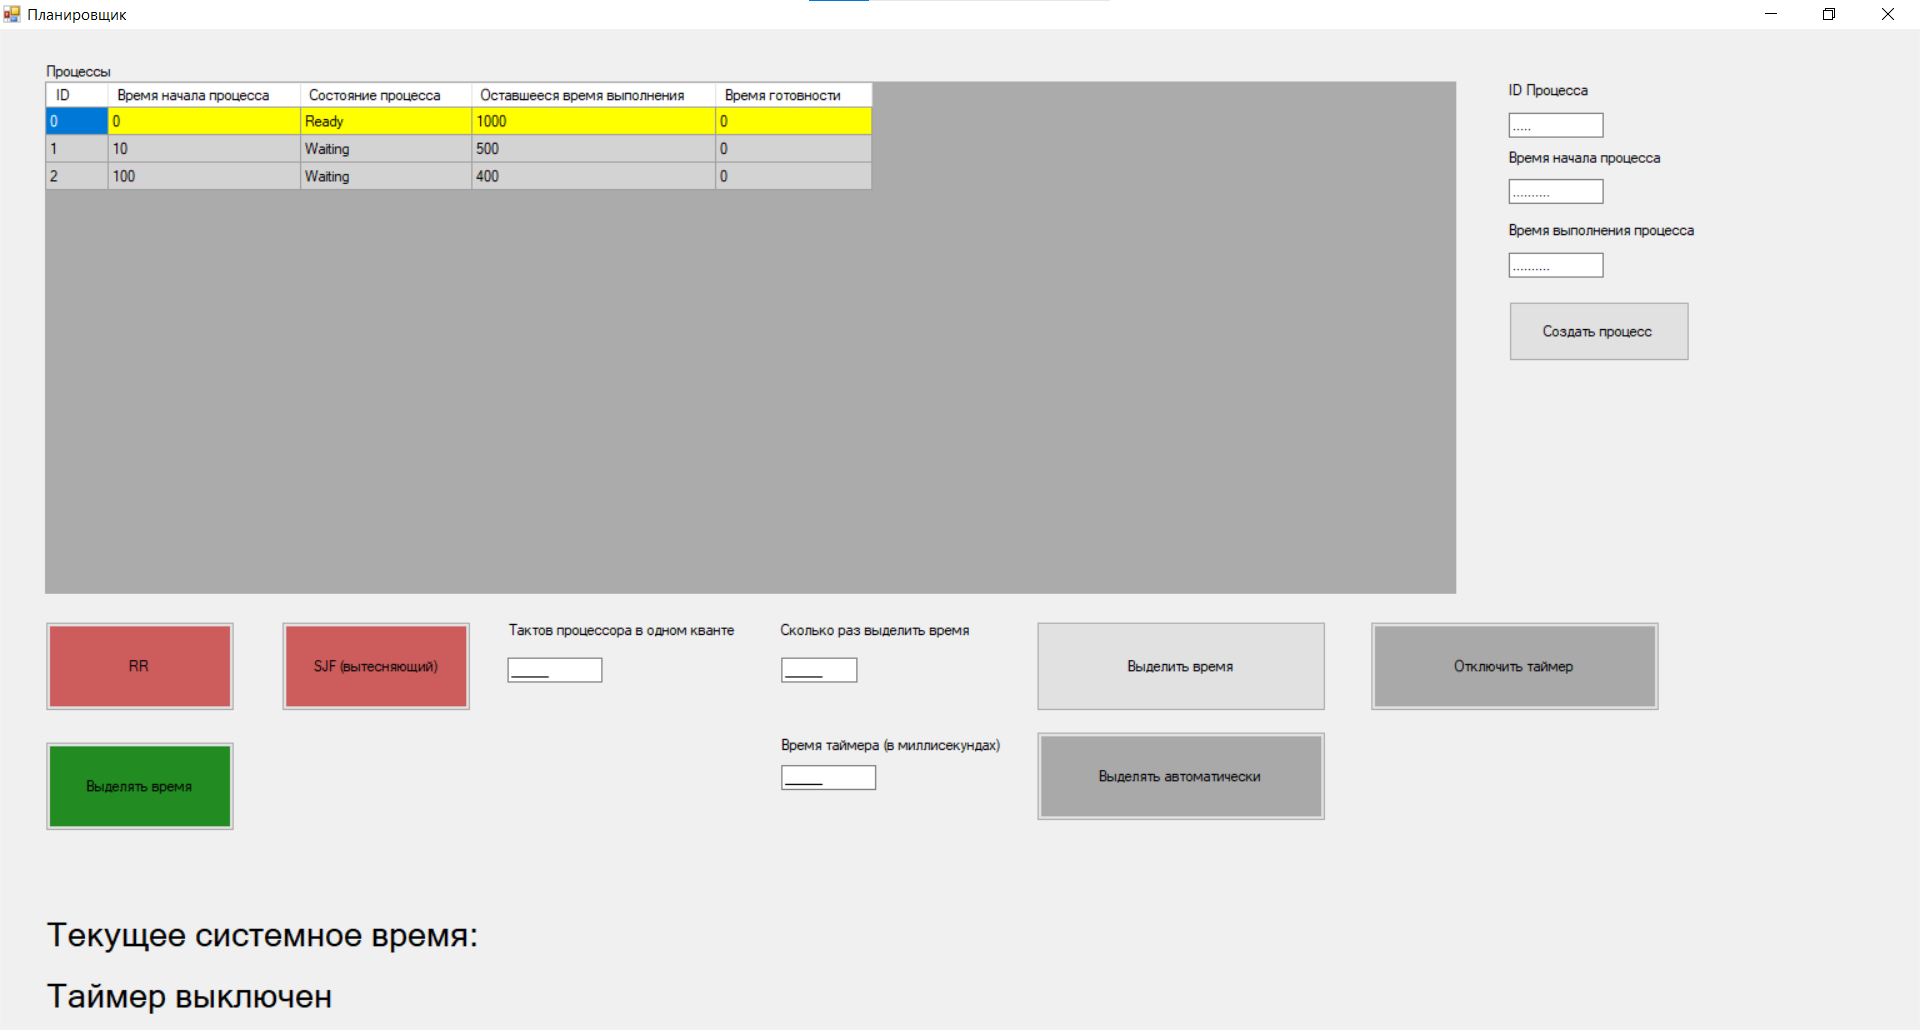 Планировщик
Процессы
ID Время начала процесса Состояние процесса Оставшееся время выполнения Время готовности
0 0 Ready 1000 0
1 10 Waiting 500 0
2 100 Waiting 400 0
ID Процесса
.....
Время начала процесса
..........
Время выполнения процесса
..........
Создать процесс
RR
SJF (вытесняющий)
Тактов процессора в одном кванте
_____
Сколько раз выделить время
_____
Выделить время
Отключить таймер
Выделять время
Время таймера (в миллисекундах)
_____
Выделять автоматически
Текущее системное время:
Таймер выключен